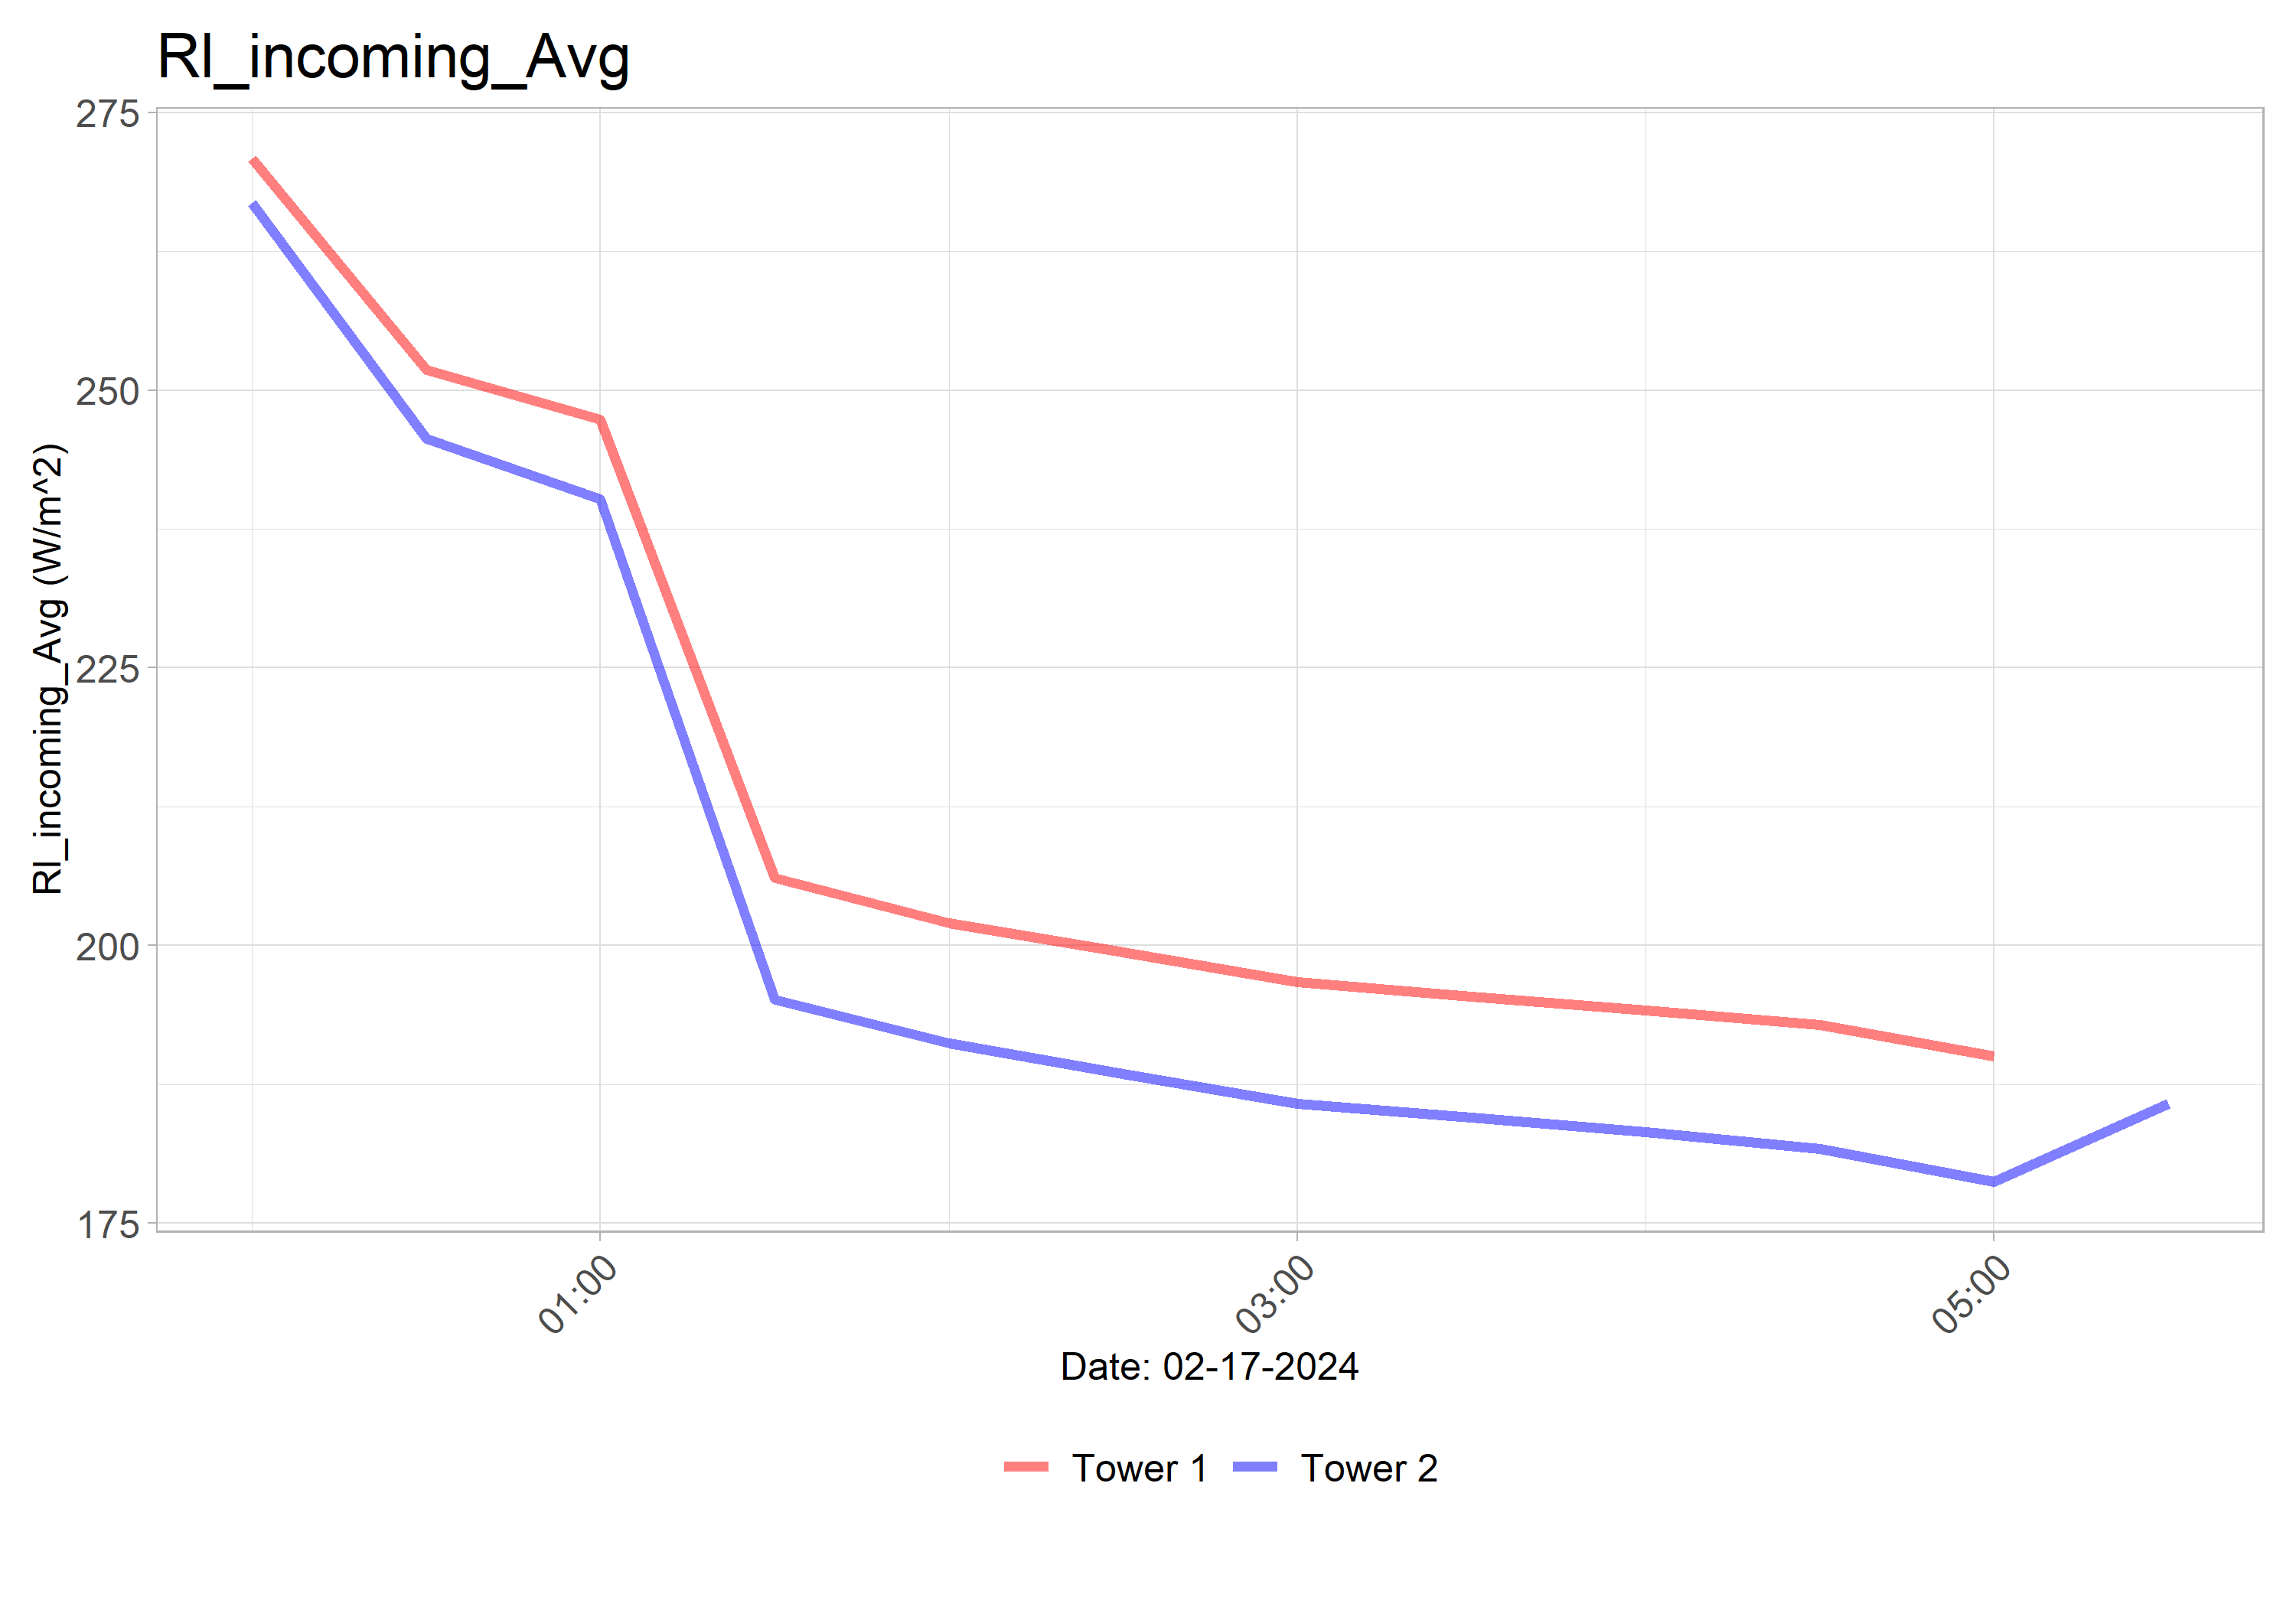 Rl_incoming_Avg
275
250
225
200
175
Rl_incoming_Avg (W/m^2)
01:00
03:00
05:00
Date: 02-17-2024
Tower 1
Tower 2